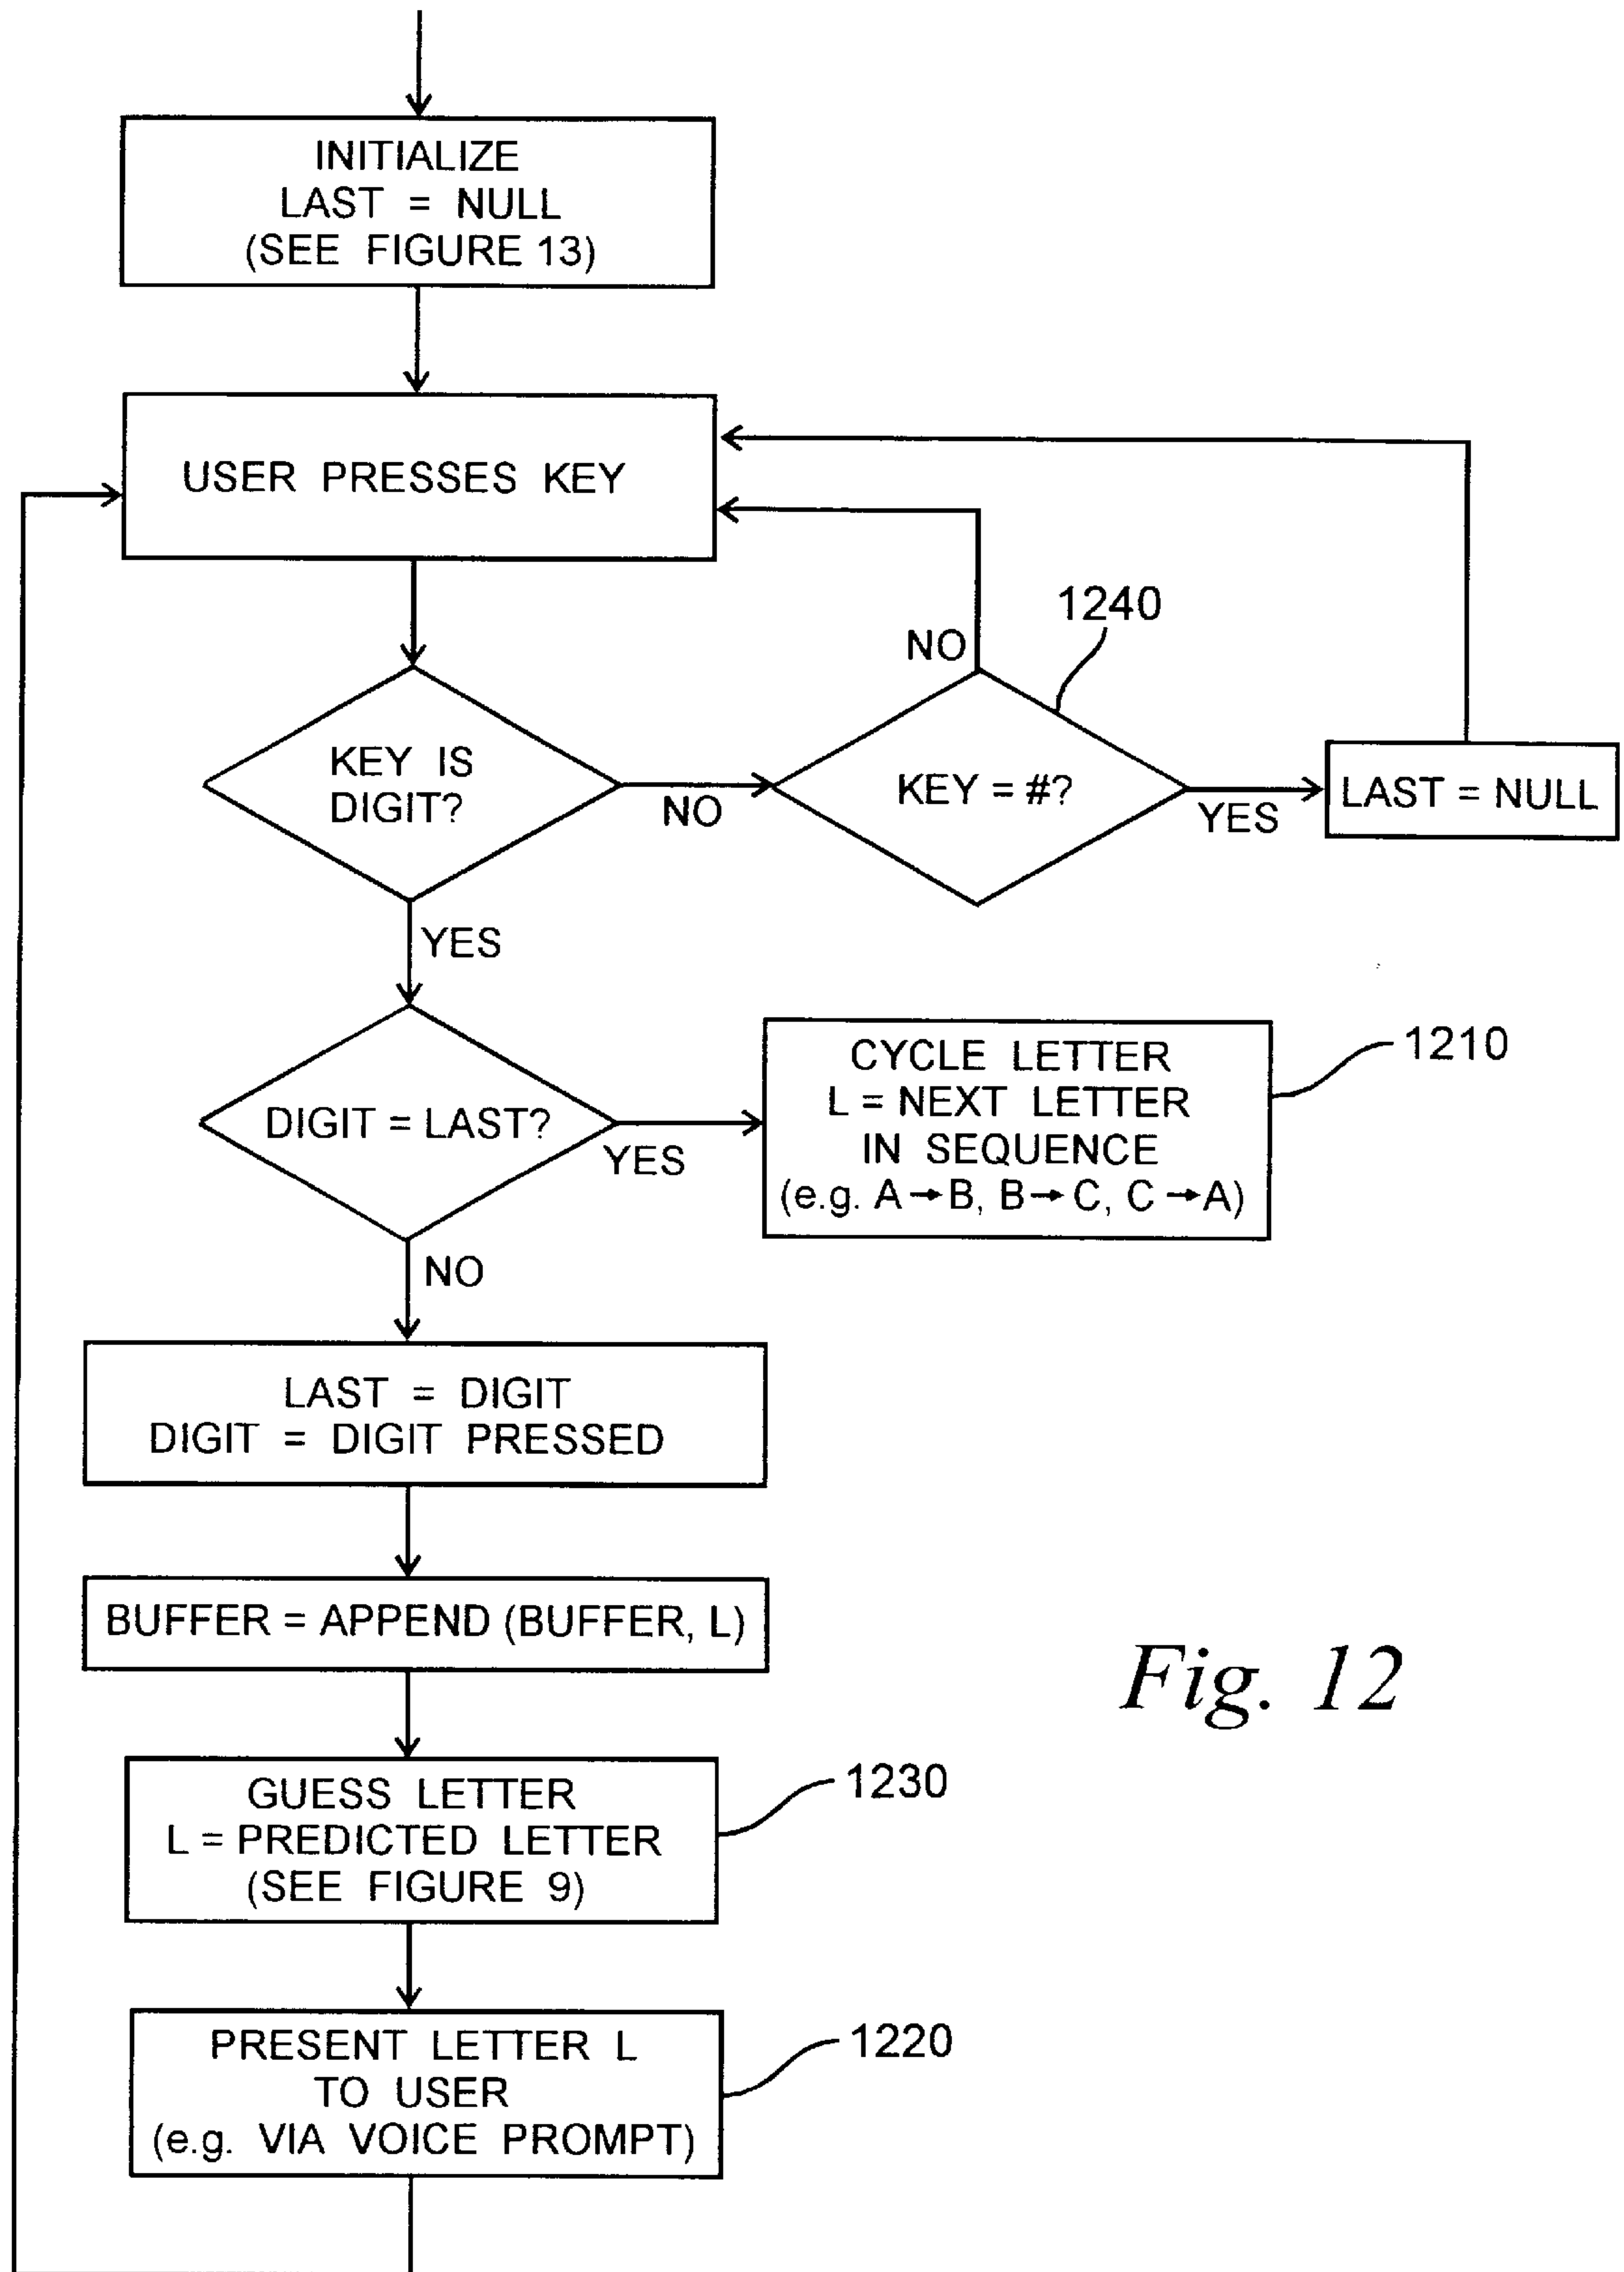 INITIALIZE
LAST = NULL
(SEE FIGURE 13)
USER PRESSES KEY
1240
NO
KEY IS
DIGIT?
NO
KEY = #?
YES
LAST = NULL
YES
DIGIT = LAST?
YES
CYCLE LETTER
L = NEXT LETTER
IN SEQUENCE
(e.g. A→B, B→C, C→A)
1210
NO
LAST = DIGIT
DIGIT = DIGIT PRESSED
BUFFER = APPEND (BUFFER, L)
Fig. 12
GUESS LETTER
L = PREDICTED LETTER
(SEE FIGURE 9)
1230
PRESENT LETTER L
TO USER
(e.g. VIA VOICE PROMPT)
1220